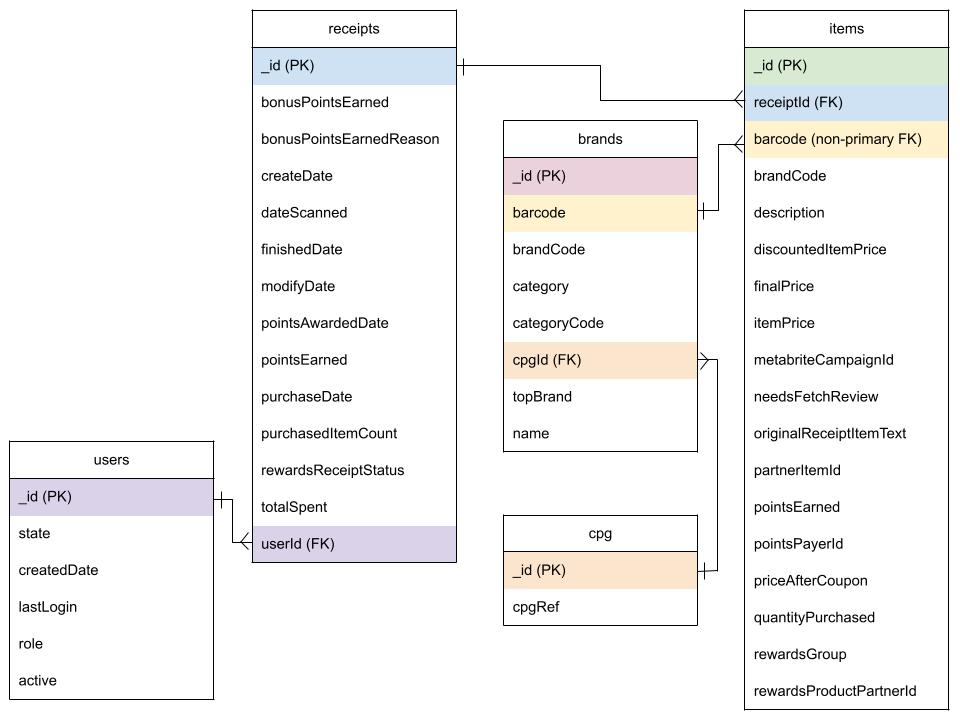 receipts
_id (PK)
bonusPointsEarned
bonusPointsEarnedReason
createDate
dateScanned
finishedDate
modifyDate
pointsAwardedDate
pointsEarned
purchaseDate
purchasedItemCount
rewardsReceiptStatus
totalSpent
userId (FK)
users
_id (PK)
state
createdDate
lastLogin
role
active
brands
_id (PK)
barcode
brandCode
category
categoryCode
cpgId (FK)
topBrand
name
cpg
_id (PK)
cpgRef
items
_id (PK)
receiptId (FK)
barcode (non-primary FK)
brandCode
description
discountedItemPrice
finalPrice
itemPrice
metabriteCampaignId
needsFetchReview
originalReceiptItemText
partnerItemId
pointsEarned
pointsPayerId
priceAfterCoupon
quantityPurchased
rewardsGroup
rewardsProductPartnerId